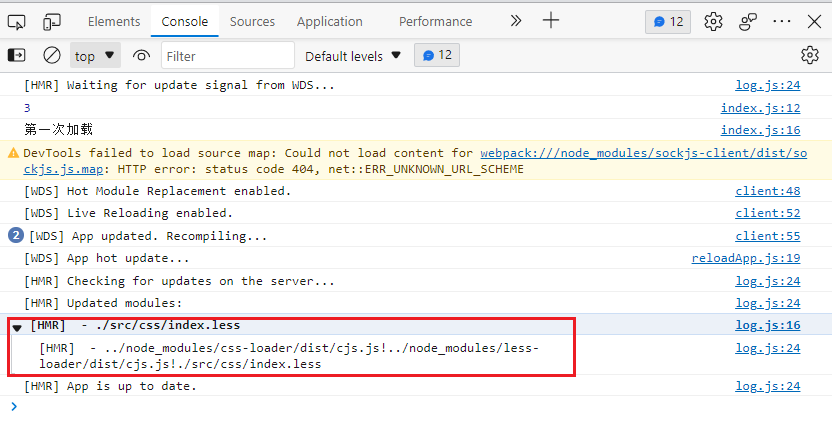 Elements Console Sources Application Performance 12
top Filter Default levels 12
[HMR] Waiting for update signal from WDS... log.js:24
3 index.js:12
第一次加载 index.js:16
DevTools failed to load source map: Could not load content for webpack:///node_modules/sockjs-client/dist/so
ckjs.js.map: HTTP error: status code 404, net::ERR_UNKNOWN_URL_SCHEME
[WDS] Hot Module Replacement enabled. client:48
[WDS] Live Reloading enabled. client:52
2 [WDS] App updated. Recompiling... client:55
[WDS] App hot update... reloadApp.js:19
[HMR] Checking for updates on the server... log.js:24
[HMR] Updated modules: log.js:24
[HMR]  - ./src/css/index.less log.js:16
[HMR]  - ../node_modules/css-loader/dist/cjs.js!../node_modules/less- log.js:24
loader/dist/cjs.js!./src/css/index.less
[HMR] App is up to date. log.js:24